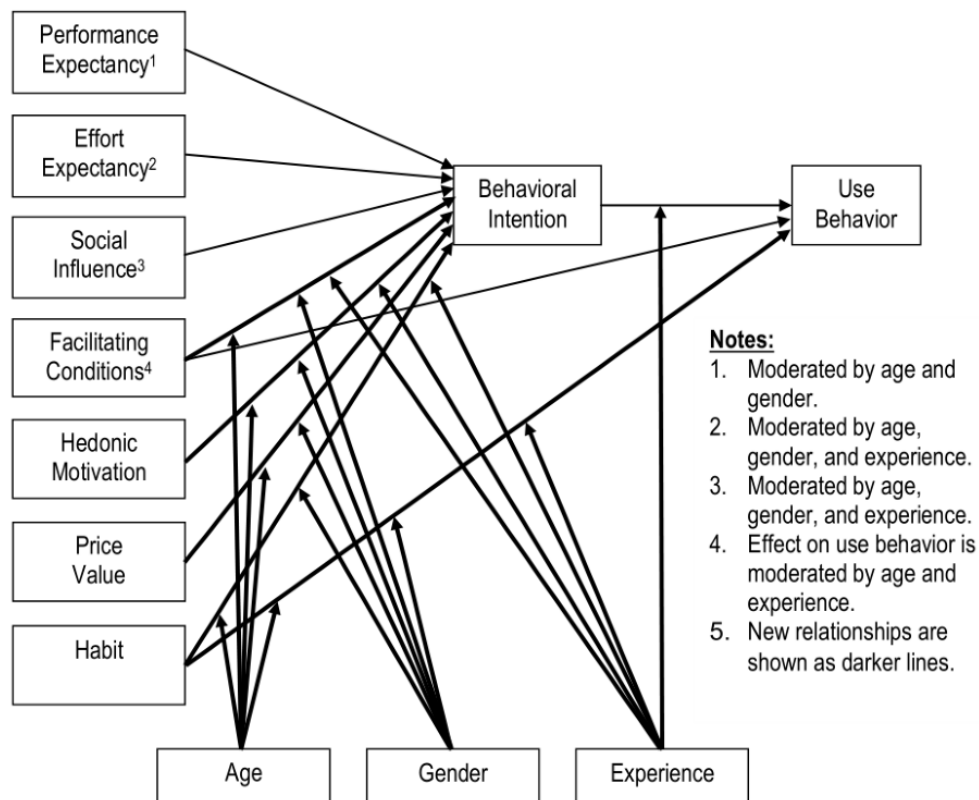 Performance
Expectancy¹
Effort
Expectancy²
Social
Influence³
Facilitating
Conditions⁴
Hedonic
Motivation
Price
Value
Habit
Behavioral
Intention
Use
Behavior
Notes:
1. Moderated by age and
gender.
2. Moderated by age,
gender, and experience.
3. Moderated by age,
gender, and experience.
4. Effect on use behavior is
moderated by age and
experience.
5. New relationships are
shown as darker lines.
Age
Gender
Experience